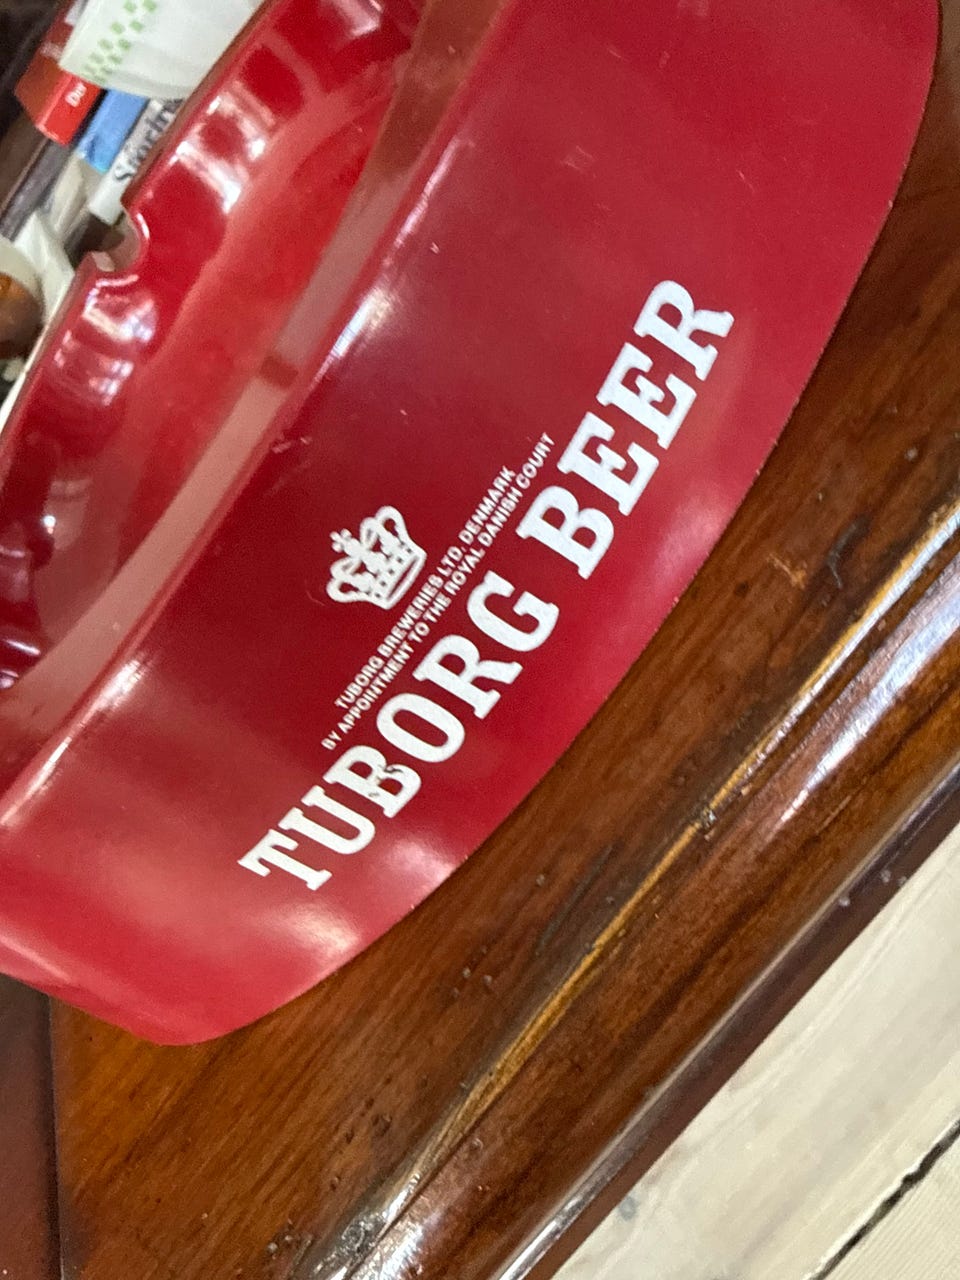 TUBORG BREWERIES LTD. DENMARK
BY APPOINTMENT TO THE ROYAL DANISH COURT
TUBORG BEER